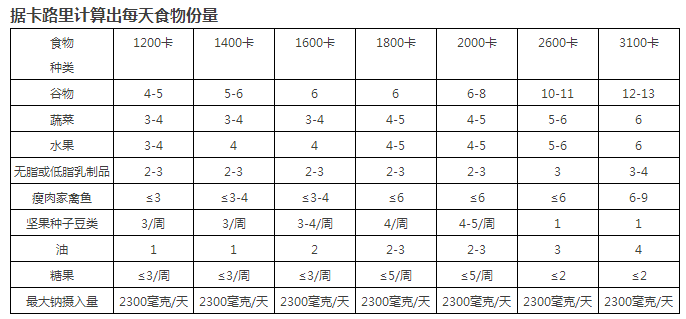 据卡路里计算出每天食物份量
食物种类 1200卡 1400卡 1600卡 1800卡 2000卡 2600卡 3100卡
谷物 4-5 5-6 6 6 6-8 10-11 12-13
蔬菜 3-4 3-4 3-4 4-5 4-5 5-6 6
水果 3-4 4 4 4-5 4-5 5-6 6
无脂或低脂乳制品 2-3 2-3 2-3 2-3 2-3 3 3-4
瘦肉家禽鱼 ≤3 ≤3-4 ≤3-4 ≤6 ≤6 ≤6 6-9
坚果种子豆类 3/周 3/周 3-4/周 4/周 4-5/周 1 1
油 1 1 2 2-3 2-3 3 4
糖果 ≤3/周 ≤3/周 ≤3/周 ≤5/周 ≤5/周 ≤2 ≤2
最大钠摄入量 2300毫克/天 2300毫克/天 2300毫克/天 2300毫克/天 2300毫克/天 2300毫克/天 2300毫克/天